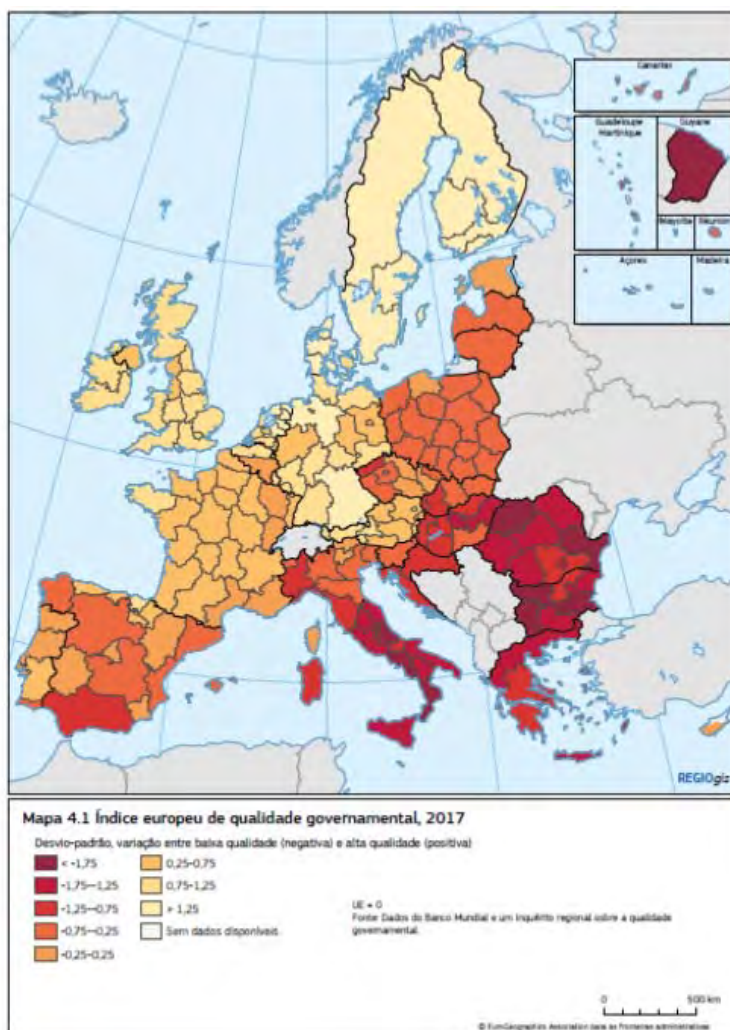 Canarias
Guadeloupe
Martinique
Guyane
Mayotte
Réunion
Açores
Madeira
REGIOgis
Mapa 4.1 Índice europeu de qualidade governamental, 2017
Desvio-padrão, variação entre baixa qualidade (negativa) e alta qualidade (positiva)
< -1,75
-1,75–-1,25
-1,25–-0,75
-0,75–-0,25
-0,25–0,25
0,25–0,75
0,75–1,25
> 1,25
Sem dados disponíveis
UE = 0
Fonte: Dados do Banco Mundial e um inquérito regional sobre a qualidade
governamental.
0 500 km
© EuroGeographics Association para as fronteiras administrativas